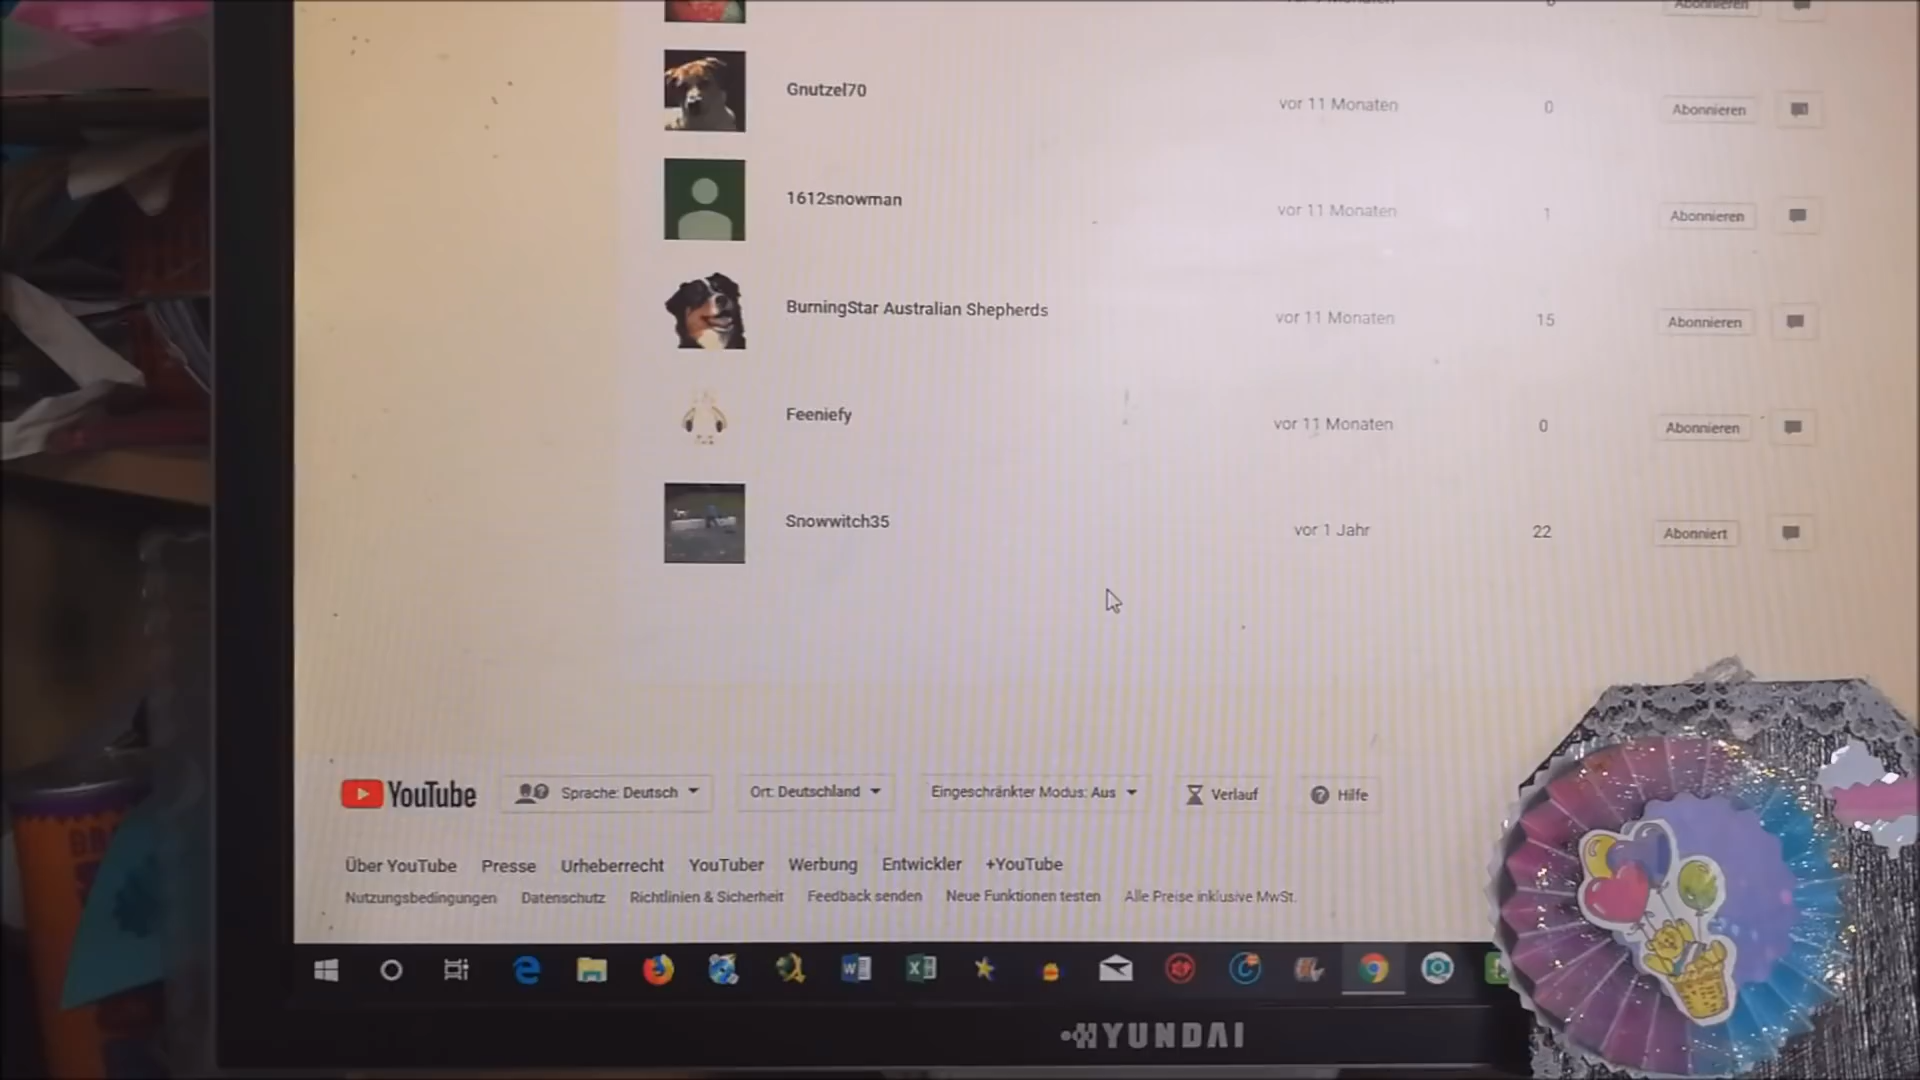 Abonnieren
Gnutzel70 vor 11 Monaten 0 Abonnieren
1612snowman vor 11 Monaten 1 Abonnieren
BurningStar Australian Shepherds vor 11 Monaten 15 Abonnieren
Feeniefy vor 11 Monaten 0 Abonnieren
Snowwitch35 vor 1 Jahr 22 Abonniert
YouTube Sprache: Deutsch Ort: Deutschland Eingeschränkter Modus: Aus Verlauf Hilfe
Über YouTube Presse Urheberrecht YouTuber Werbung Entwickler +YouTube
Nutzungsbedingungen Datenschutz Richtlinien & Sicherheit Feedback senden Neue Funktionen testen Alle Preise inklusive MwSt.
HYUNDAI